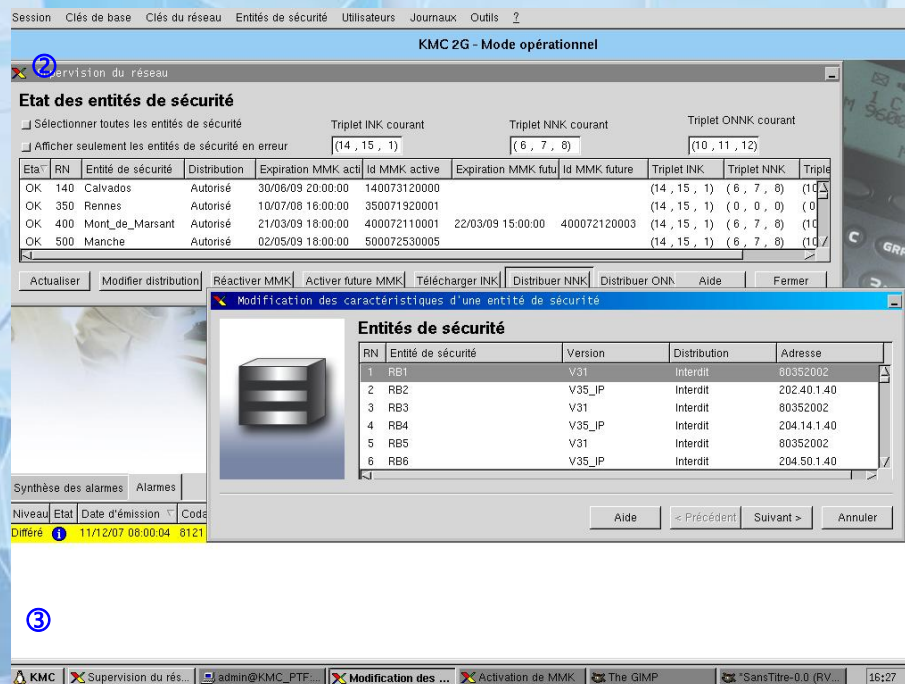 Session Clés de base Clés du réseau Entités de sécurité Utilisateurs Journaux Outils ?
KMC 2G - Mode opérationnel
②
Supervision du réseau
Etat des entités de sécurité
Sélectionner toutes les entités de sécurité
Triplet INK courant Triplet NNK courant Triplet ONNK courant
Afficher seulement les entités de sécurité en erreur (14 , 15 , 1) ( 6 , 7 , 8) (10 , 11 , 12)
Eta RN Entité de sécurité Distribution Expiration MMK acti Id MMK active Expiration MMK futu Id MMK future Triplet INK Triplet NNK Triple
OK 140 Calvados Autorisé 30/06/09 20:00:00 140073120000 (14 , 15 , 1) ( 6 , 7 , 8) (10
OK 350 Rennes Autorisé 10/07/08 16:00:00 350071920001 (14 , 15 , 1) ( 0 , 0 , 0) ( 0
OK 400 Mont_de_Marsant Autorisé 21/03/09 18:00:00 400072110001 22/03/09 15:00:00 400072120003 (14 , 15 , 1) ( 6 , 7 , 8) (10
OK 500 Manche Autorisé 02/05/09 18:00:00 500072530005 (14 , 15 , 1) ( 6 , 7 , 8) (10
Actualiser Modifier distribution Réactiver MMK Activer future MMK Télécharger INK Distribuer NNK Distribuer ONN Aide Fermer
Modification des caractéristiques d'une entité de sécurité
Entités de sécurité
RN Entité de sécurité Version Distribution Adresse
1 RB1 V31 Interdit 80352002
2 RB2 V35_IP Interdit 202.40.1.40
3 RB3 V31 Interdit 80352002
4 RB4 V35_IP Interdit 204.14.1.40
5 RB5 V31 Interdit 80352002
6 RB6 V35_IP Interdit 204.50.1.40
Aide < Précédent Suivant > Annuler
Synthèse des alarmes Alarmes
Niveau Etat Date d'émission Coda
Différé i 11/12/07 08:00:04 8121
③
KMC Supervision du rés... admin@KMC_PTF:... Modification des ... Activation de MMK The GIMP "SansTitre-0.0 (RV... 16:27